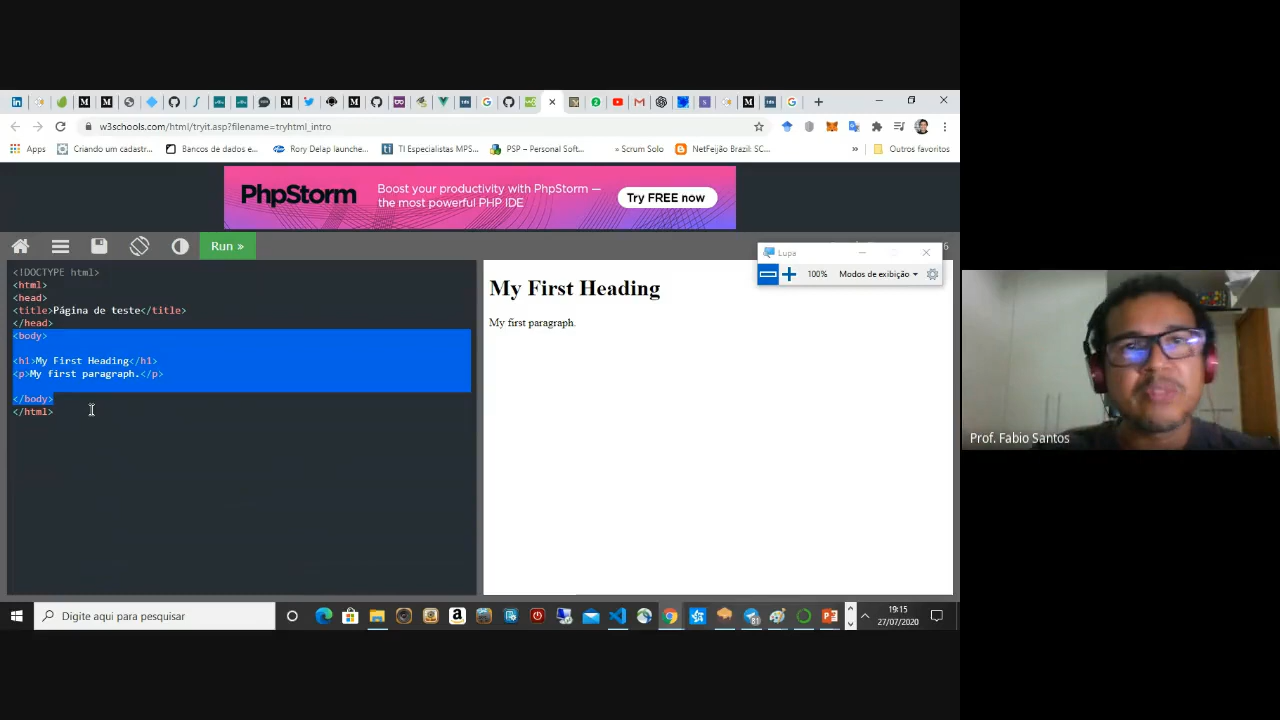 w3schools.com/html/tryit.asp?filename=tryhtml_intro
Apps
Criando um cadastr...
Bancos de dados e...
Rory Delap launche...
TI Especialistas MPS...
PSP – Personal Soft...
» Scrum Solo
NetFeijão Brazil: SC...
»
Outros favoritos
PhpStorm
Boost your productivity with PhpStorm —
the most powerful PHP IDE
Try FREE now
Run »
Lupa
100%
Modos de exibição
<!DOCTYPE html>
<html>
<head>
<title>Página de teste</title>
</head>
<body>
<h1>My First Heading</h1>
<p>My first paragraph.</p>
</body>
</html>
My First Heading
My first paragraph.
Prof. Fabio Santos
Digite aqui para pesquisar
81
19:15
27/07/2020